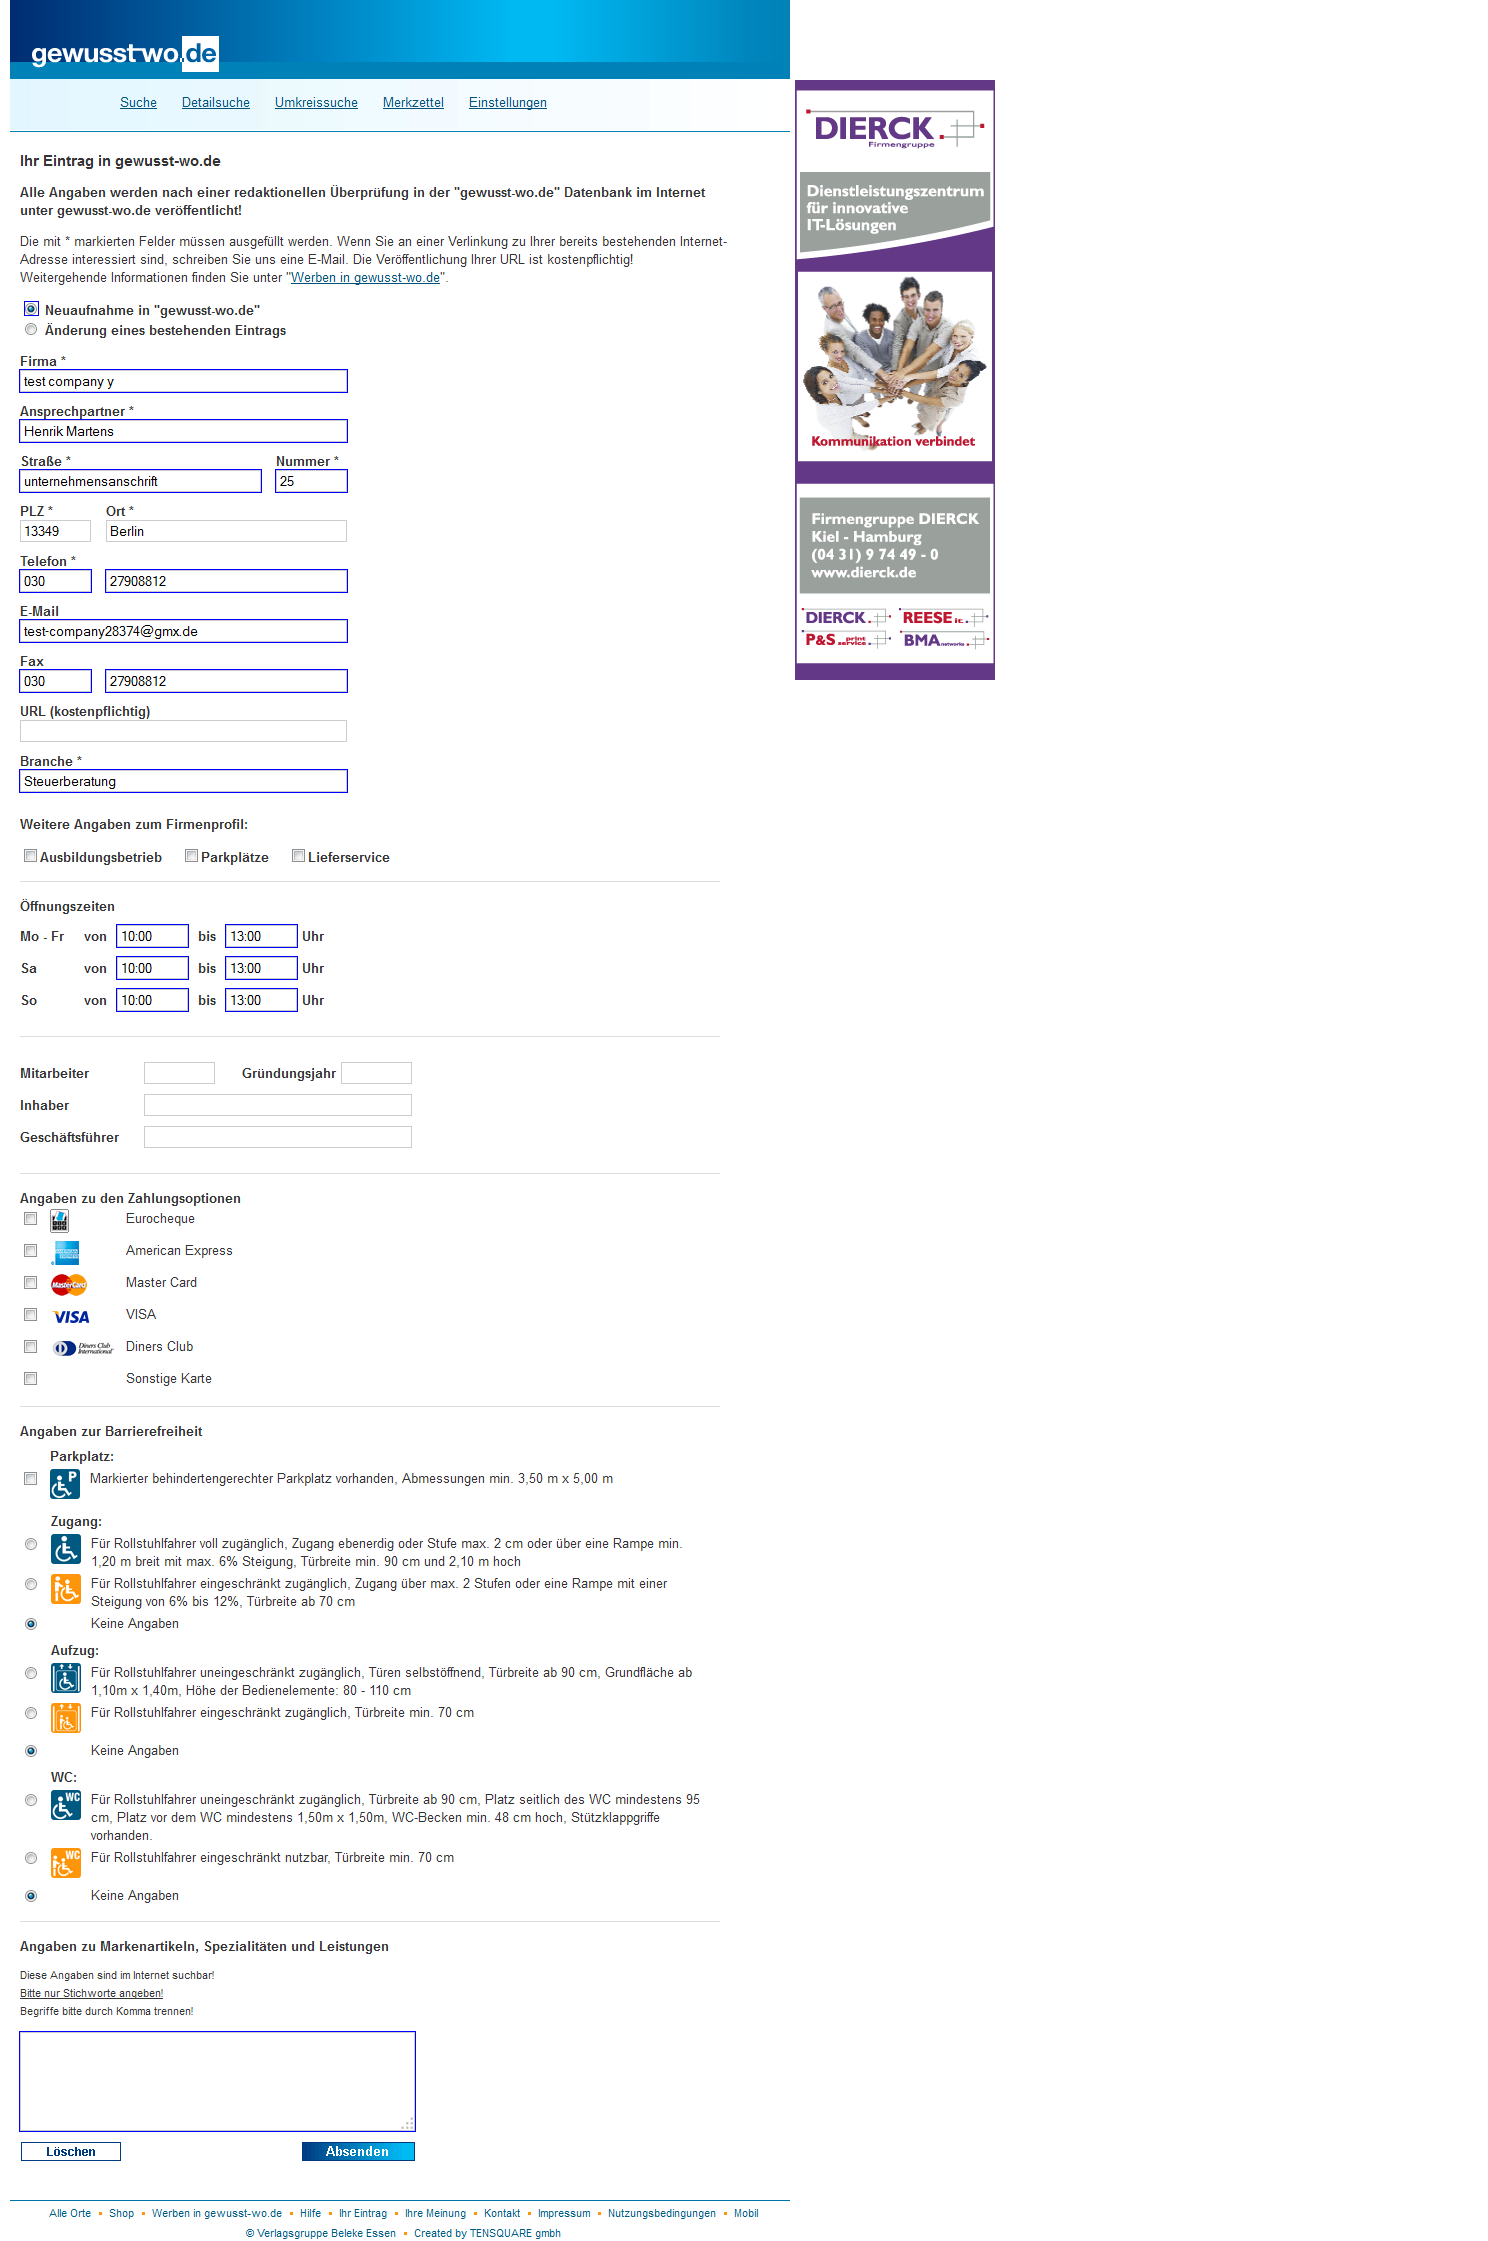 gewusst-wo.de
Suche Detailsuche Umkreissuche Merkzettel Einstellungen
Ihr Eintrag in gewusst-wo.de
Alle Angaben werden nach einer redaktionellen Überprüfung in der "gewusst-wo.de" Datenbank im Internet
unter gewusst-wo.de veröffentlicht!
Die mit * markierten Felder müssen ausgefüllt werden. Wenn Sie an einer Verlinkung zu Ihrer bereits bestehenden Internet-
Adresse interessiert sind, schreiben Sie uns eine E-Mail. Die Veröffentlichung Ihrer URL ist kostenpflichtig!
Weitergehende Informationen finden Sie unter "Werben in gewusst-wo.de".
Neuaufnahme in "gewusst-wo.de"
Änderung eines bestehenden Eintrags
Firma *
test company y
Ansprechpartner *
Henrik Martens
Straße * Nummer *
unternehmensanschrift 25
PLZ * Ort *
13349 Berlin
Telefon *
030 27908812
E-Mail
test-company28374@gmx.de
Fax
030 27908812
URL (kostenpflichtig)
Branche *
Steuerberatung
Weitere Angaben zum Firmenprofil:
Ausbildungsbetrieb Parkplätze Lieferservice
Öffnungszeiten
Mo - Fr von 10:00 bis 13:00 Uhr
Sa von 10:00 bis 13:00 Uhr
So von 10:00 bis 13:00 Uhr
Mitarbeiter Gründungsjahr
Inhaber
Geschäftsführer
Angaben zu den Zahlungsoptionen
Eurocheque
AMERICAN EXPRESS American Express
MasterCard Master Card
VISA VISA
Diners Club International Diners Club
Sonstige Karte
Angaben zur Barrierefreiheit
Parkplatz:
P Markierter behindertengerechter Parkplatz vorhanden, Abmessungen min. 3,50 m x 5,00 m
Zugang:
Für Rollstuhlfahrer voll zugänglich, Zugang ebenerdig oder Stufe max. 2 cm oder über eine Rampe min.
1,20 m breit mit max. 6% Steigung, Türbreite min. 90 cm und 2,10 m hoch
Für Rollstuhlfahrer eingeschränkt zugänglich, Zugang über max. 2 Stufen oder eine Rampe mit einer
Steigung von 6% bis 12%, Türbreite ab 70 cm
Keine Angaben
Aufzug:
Für Rollstuhlfahrer uneingeschränkt zugänglich, Türen selbstöffnend, Türbreite ab 90 cm, Grundfläche ab
1,10m x 1,40m, Höhe der Bedienelemente: 80 - 110 cm
Für Rollstuhlfahrer eingeschränkt zugänglich, Türbreite min. 70 cm
Keine Angaben
WC:
WC Für Rollstuhlfahrer uneingeschränkt zugänglich, Türbreite ab 90 cm, Platz seitlich des WC mindestens 95
cm, Platz vor dem WC mindestens 1,50m x 1,50m, WC-Becken min. 48 cm hoch, Stützklappgriffe
vorhanden.
WC Für Rollstuhlfahrer eingeschränkt nutzbar, Türbreite min. 70 cm
Keine Angaben
Angaben zu Markenartikeln, Spezialitäten und Leistungen
Diese Angaben sind im Internet suchbar!
Bitte nur Stichworte angeben!
Begriffe bitte durch Komma trennen!
Löschen Absenden
Alle Orte Shop Werben in gewusst-wo.de Hilfe Ihr Eintrag Ihre Meinung Kontakt Impressum Nutzungsbedingungen Mobil
© Verlagsgruppe Beleke Essen Created by TENSQUARE gmbh
DIERCK
Firmengruppe
Dienstleistungszentrum
für innovative
IT-Lösungen
Kommunikation verbindet
Firmengruppe DIERCK
Kiel - Hamburg
(04 31) 9 74 49 - 0
www.dierck.de
DIERCK REESE it.
P&S print service BMA networks